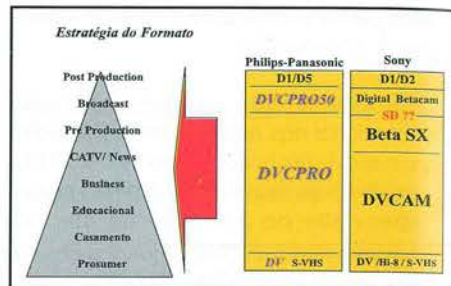 Estratégia do Formato
Post Production
Broadcast
Pre Production
CATV/ News
Business
Educacional
Casamento
Prosumer
Philips-Panasonic
D1/D5
DVCPRO50
DVCPRO
DV S-VHS
Sony
D1/D2
Digital Betacam
SD ??
Beta SX
DVCAM
DV /Hi-8 / S-VHS